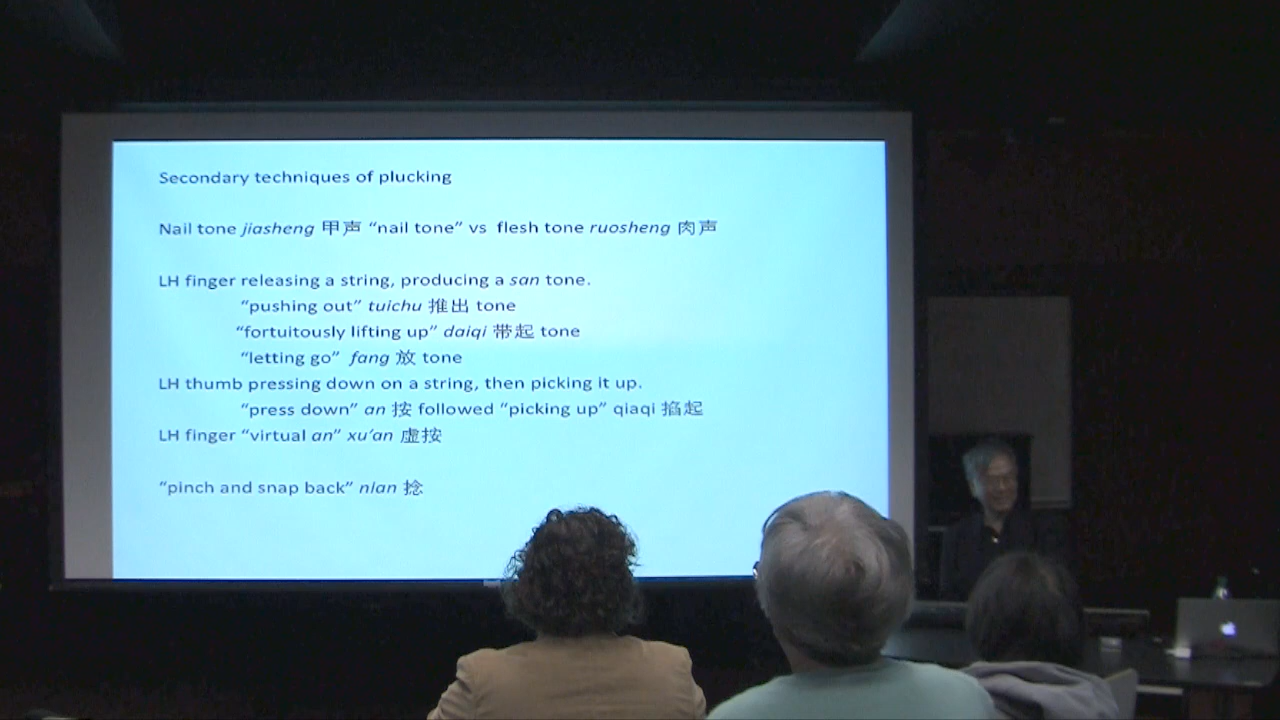 Secondary techniques of plucking
Nail tone jiasheng 甲声 “nail tone” vs flesh tone ruosheng 肉声
LH finger releasing a string, producing a san tone.
“pushing out” tuichu 推出 tone
“fortuitously lifting up” daiqi 带起 tone
“letting go” fang 放 tone
LH thumb pressing down on a string, then picking it up.
“press down” an 按 followed “picking up” qiaqi 掐起
LH finger “virtual an” xu’an 虚按
“pinch and snap back” nian 捻